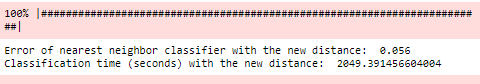 100% |########################################################################
##|
Error of nearest neighbor classifier with the new distance:  0.056
Classification time (seconds) with the new distance:  2049.391456604004